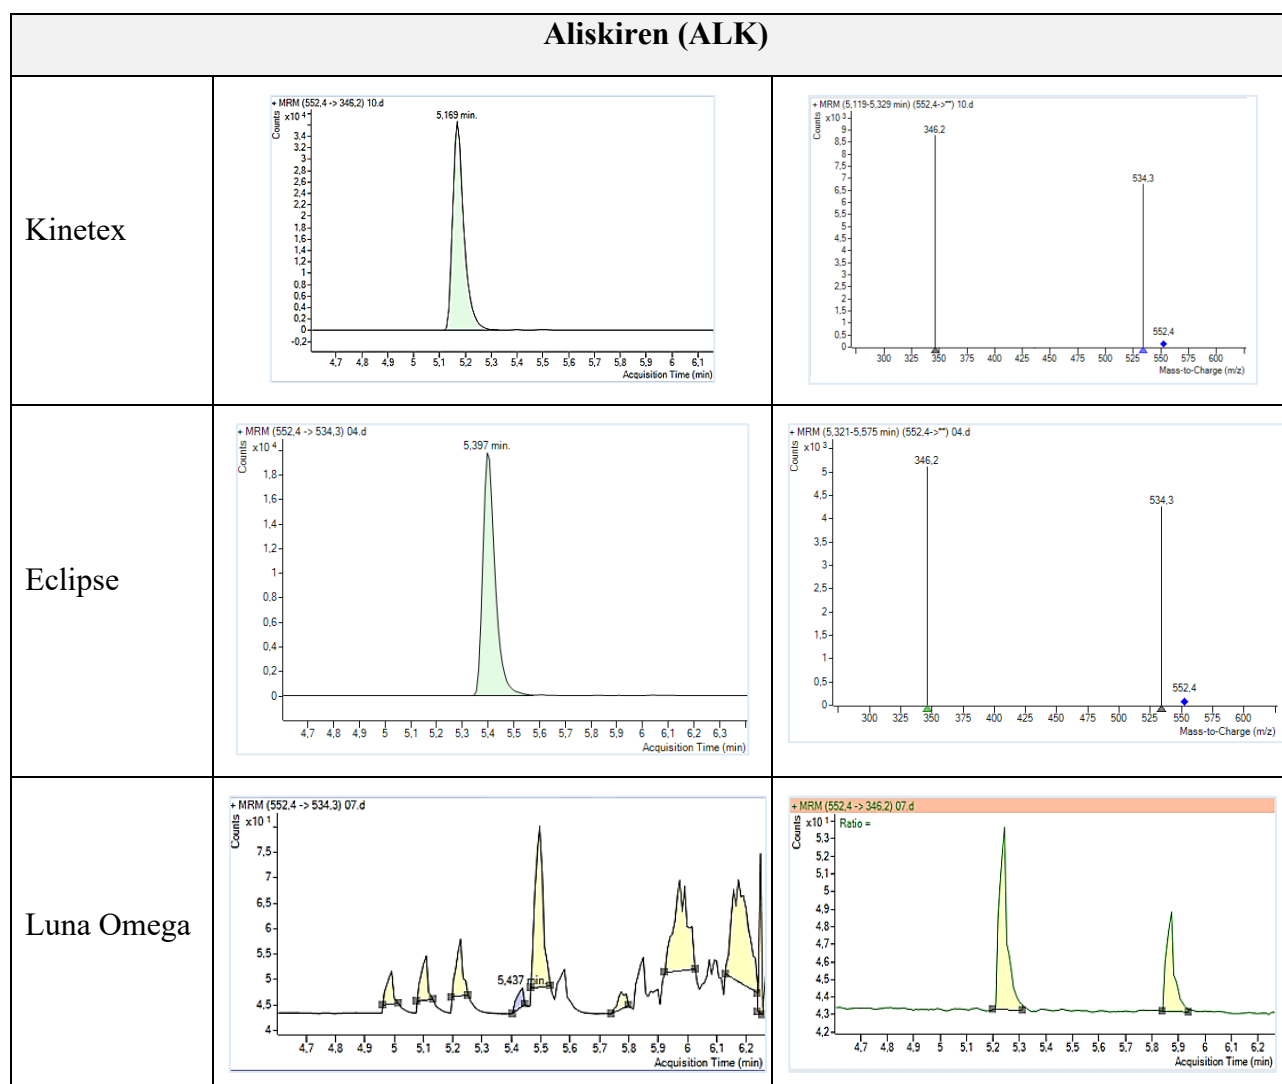 Aliskiren (ALK)
Kinetex
+ MRM (552,4 -> 346,2) 10.d
Counts
x10 4
5,169 min.
3,4
3,2
3
2,8
2,6
2,4
2,2
2
1,8
1,6
1,4
1,2
1
0,8
0,6
0,4
0,2
0
-0,2
4,7 4,8 4,9 5 5,1 5,2 5,3 5,4 5,5 5,6 5,7 5,8 5,9 6 6,1
Acquisition Time (min)
+ MRM (5,119-5,329 min) (552,4->**) 10.d
Counts
x10 3
346,2
534,3
552,4
9
8,5
8
7,5
7
6,5
6
5,5
5
4,5
4
3,5
3
2,5
2
1,5
1
0,5
0
300 325 350 375 400 425 450 475 500 525 550 575 600
Mass-to-Charge (m/z)
Eclipse
+ MRM (552,4 -> 534,3) 04.d
Counts
x10 4
5,397 min.
1,8
1,6
1,4
1,2
1
0,8
0,6
0,4
0,2
0
4,7 4,8 4,9 5 5,1 5,2 5,3 5,4 5,5 5,6 5,7 5,8 5,9 6 6,1 6,2 6,3
Acquisition Time (min)
+ MRM (5,321-5,575 min) (552,4->**) 04.d
Counts
x10 3
346,2
534,3
552,4
5
4,5
4
3,5
3
2,5
2
1,5
1
0,5
0
300 325 350 375 400 425 450 475 500 525 550 575 600
Mass-to-Charge (m/z)
Luna Omega
+ MRM (552,4 -> 534,3) 07.d
Counts
x10 1
7,5
7
6,5
6
5,5
5
4,5
4
5,437 min.
4,7 4,8 4,9 5 5,1 5,2 5,3 5,4 5,5 5,6 5,7 5,8 5,9 6 6,1 6,2
Acquisition Time (min)
+ MRM (552,4 -> 346,2) 07.d
Counts
x10 1
Ratio =
5,3
5,2
5,1
5
4,9
4,8
4,7
4,6
4,5
4,4
4,3
4,2
4,7 4,8 4,9 5 5,1 5,2 5,3 5,4 5,5 5,6 5,7 5,8 5,9 6 6,1 6,2
Acquisition Time (min)